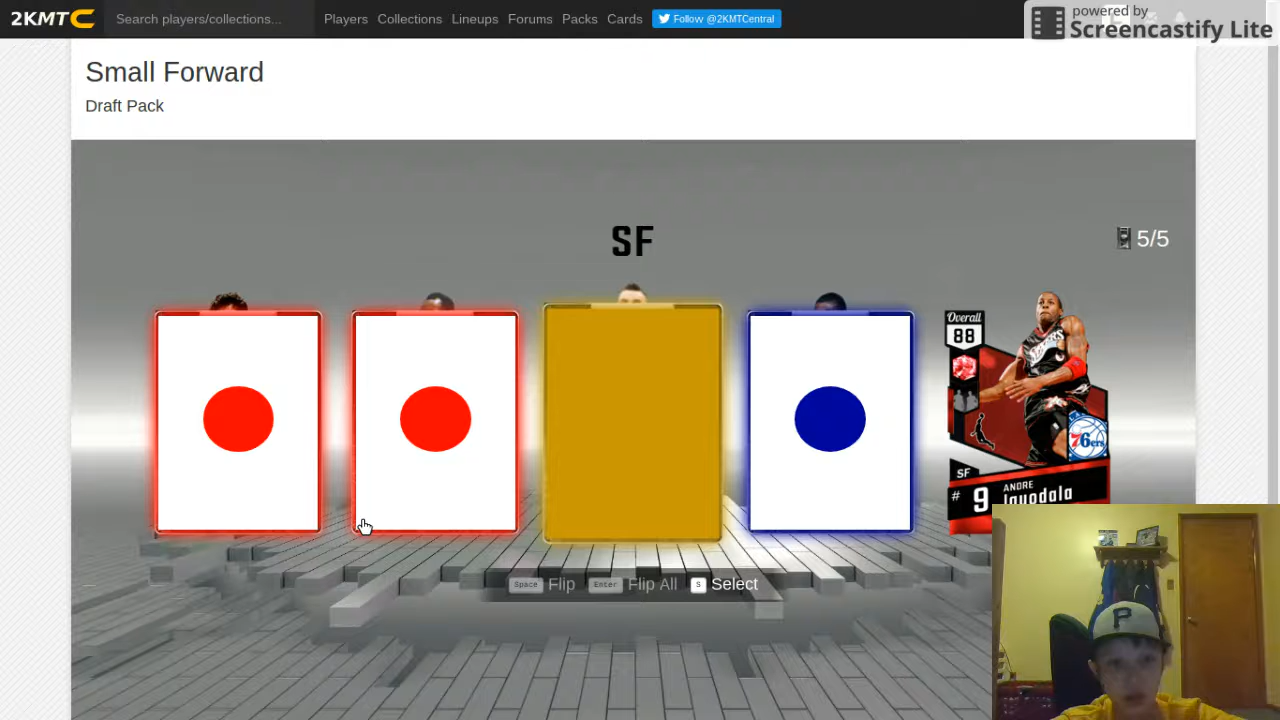 2KMTC Search players/collections... Players Collections Lineups Forums Packs Cards Follow @2KMTCentral
powered by
Screencastify Lite
Small Forward
Draft Pack
SF
5/5
Overall
88
76ers
SF
# 9 ANDRE
Iguodala
Space Flip Enter Flip All S Select
P